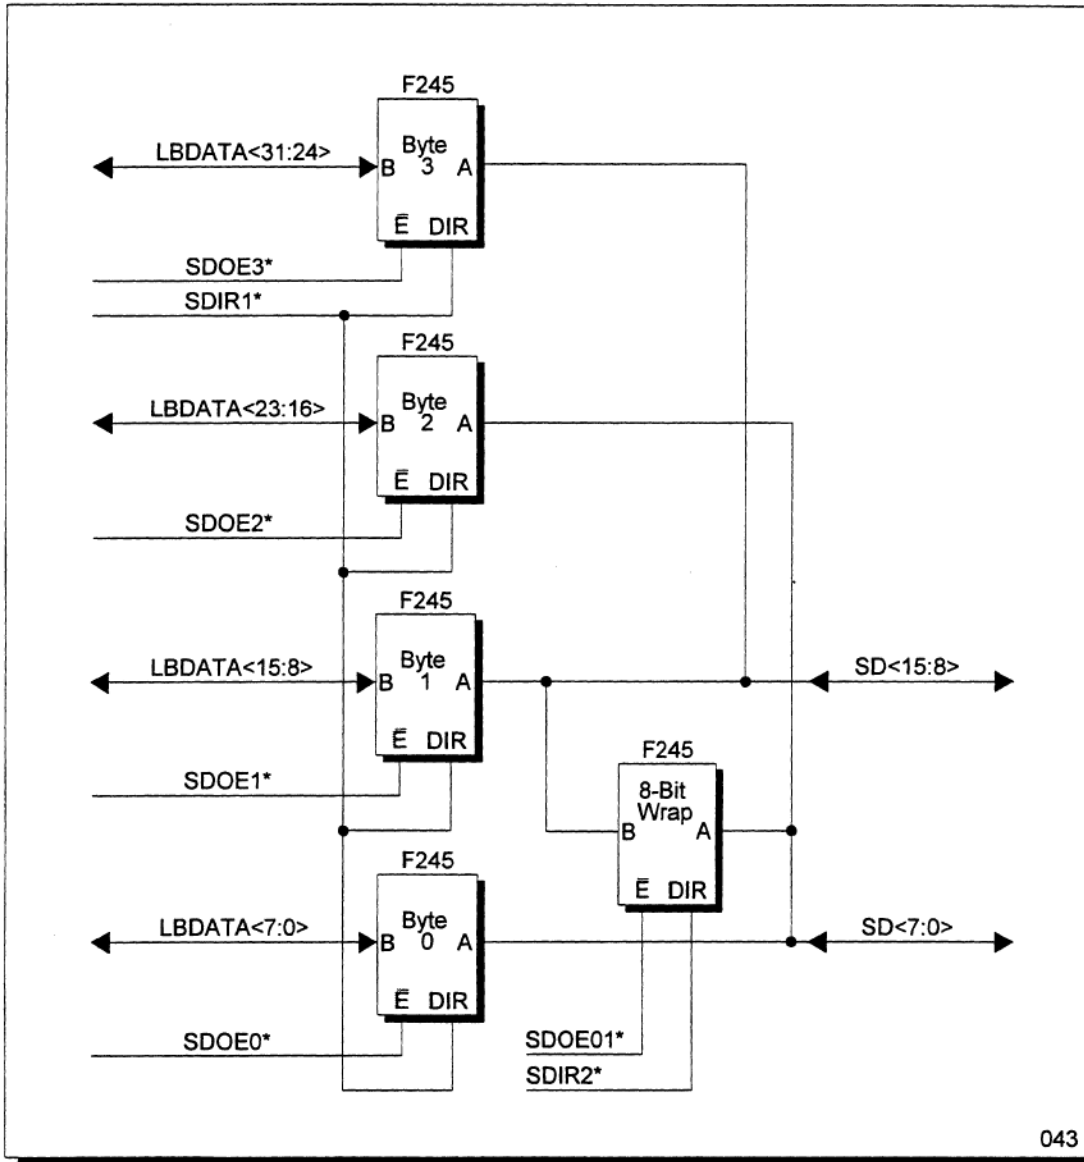 F245
LBDATA<31:24>
Byte
3
B
A
E̅ DIR
SDOE3*
SDIR1*
F245
LBDATA<23:16>
Byte
2
B
A
E̅ DIR
SDOE2*
F245
LBDATA<15:8>
Byte
1
B
A
SD<15:8>
E̅ DIR
SDOE1*
F245
8-Bit
Wrap
B
A
E̅ DIR
F245
LBDATA<7:0>
Byte
0
B
A
SD<7:0>
E̅ DIR
SDOE0*
SDOE01*
SDIR2*
043